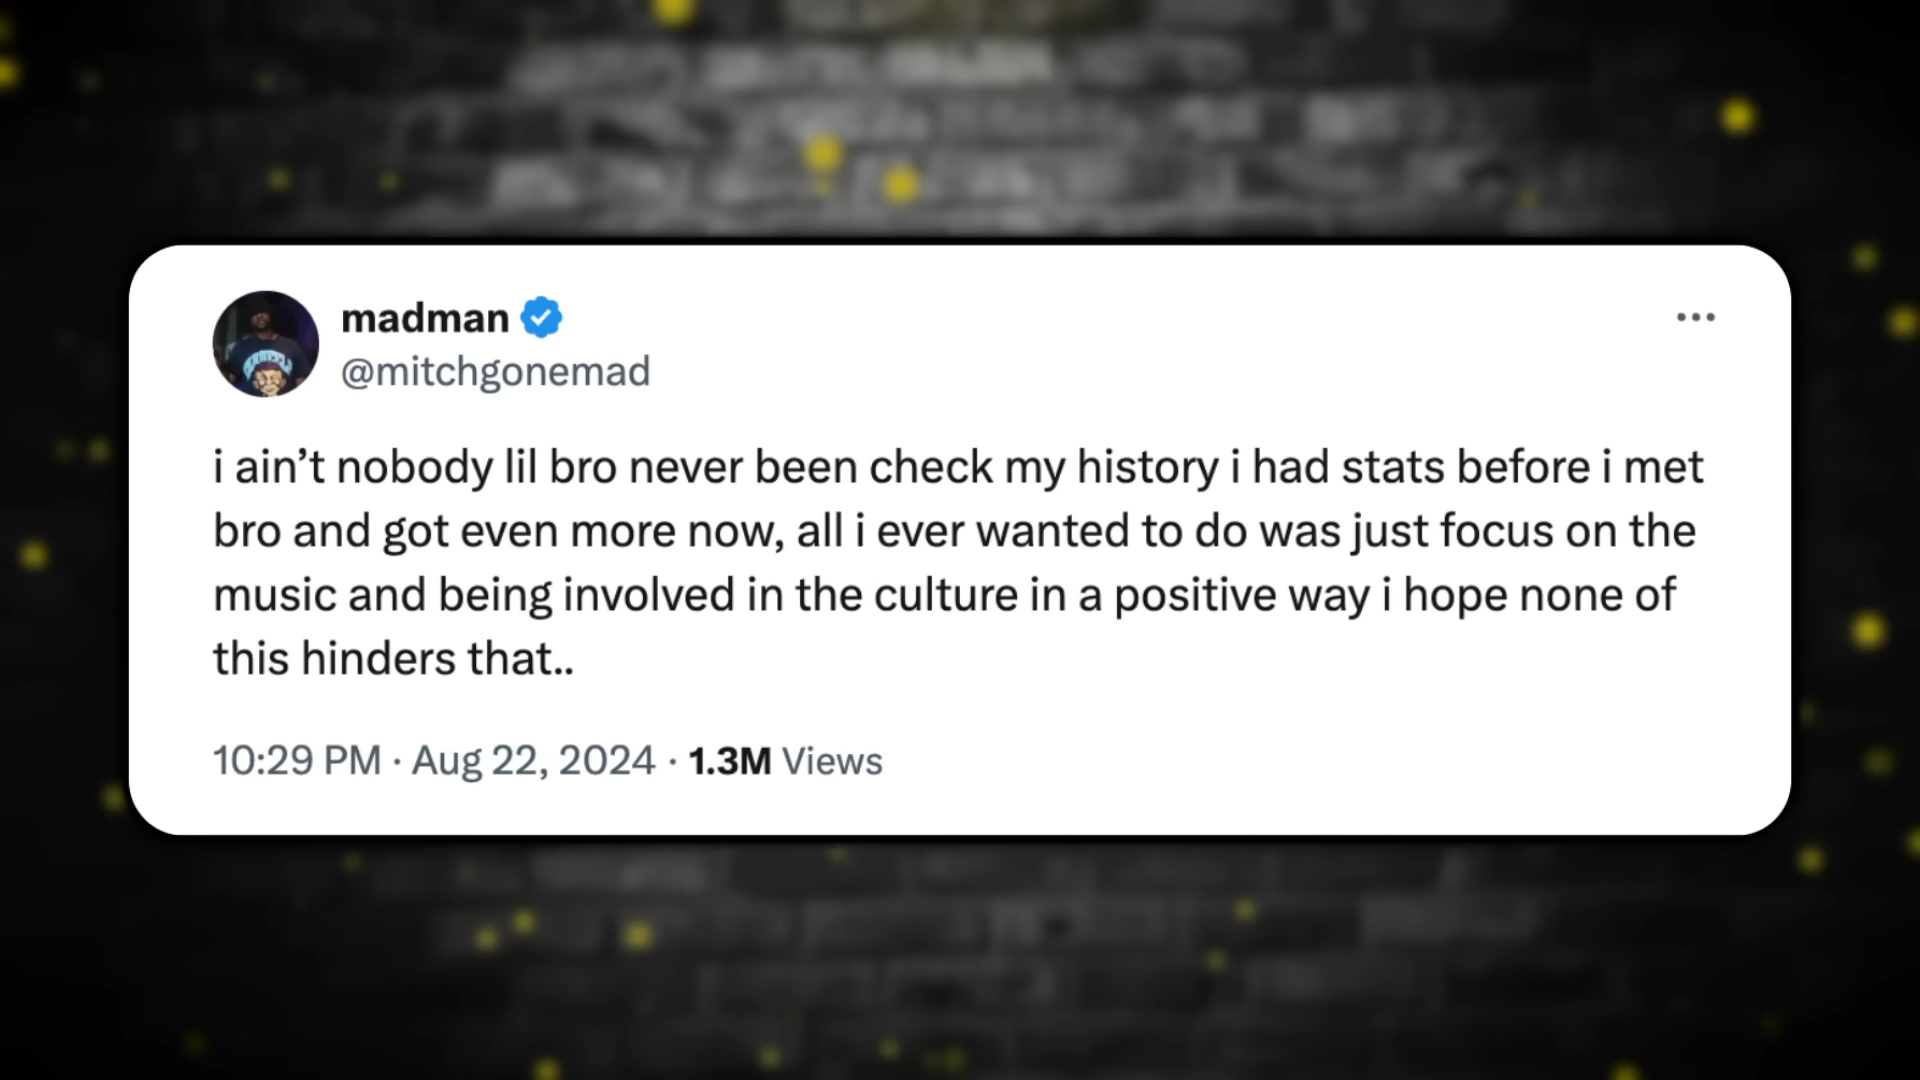 madman
@mitchgonemad
i ain’t nobody lil bro never been check my history i had stats before i met
bro and got even more now, all i ever wanted to do was just focus on the
music and being involved in the culture in a positive way i hope none of
this hinders that..
10:29 PM · Aug 22, 2024 · 1.3M Views